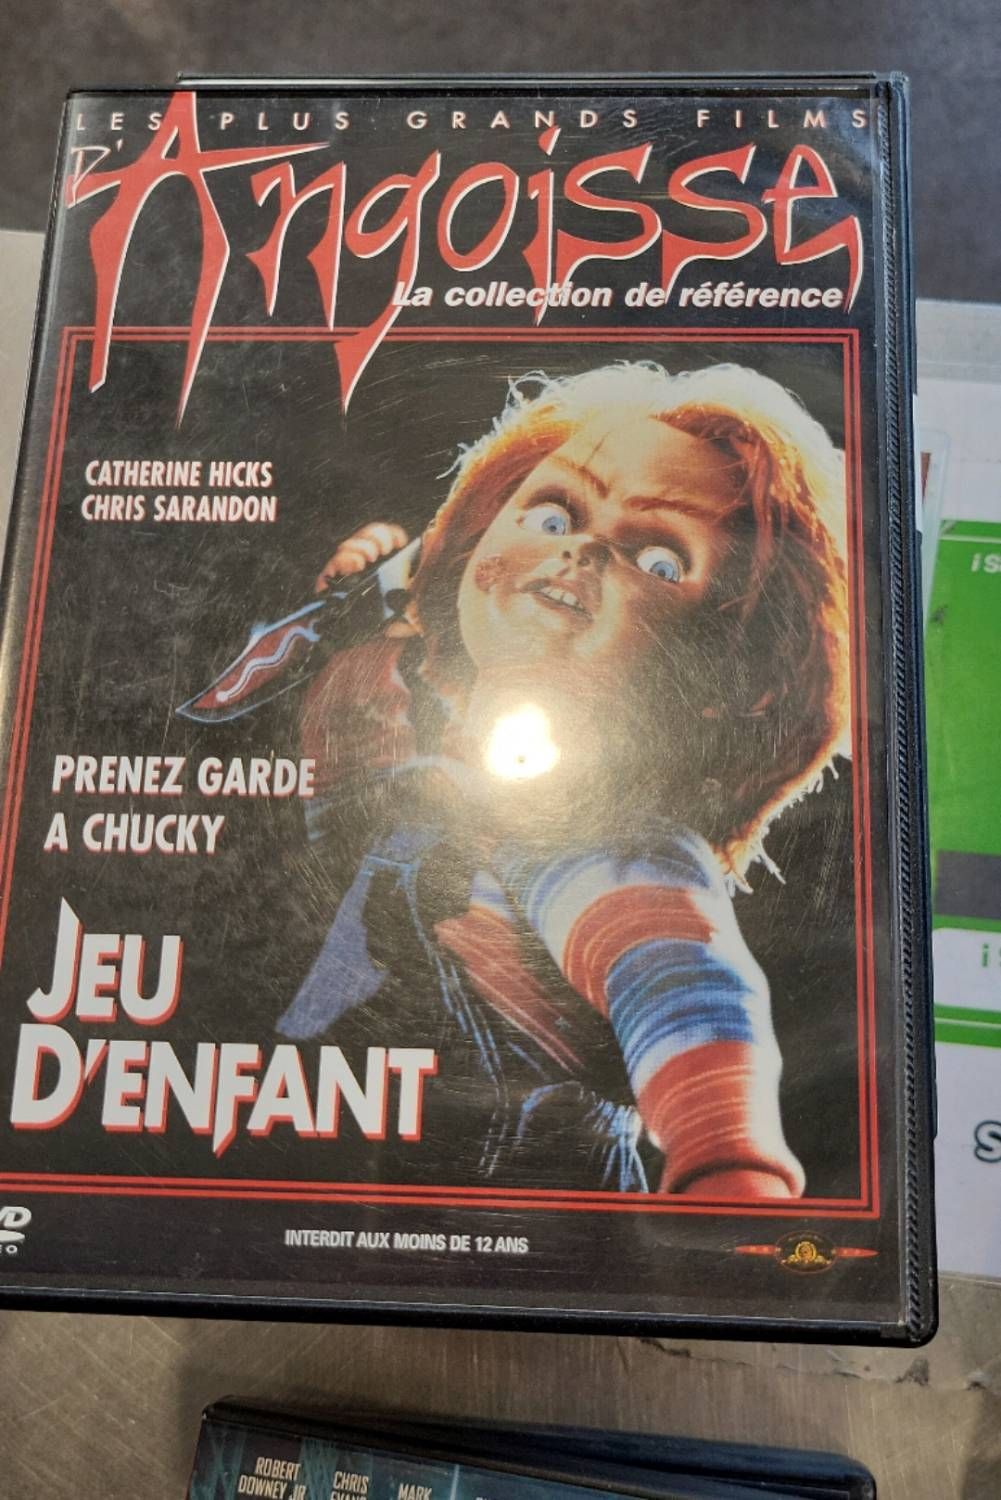 LES PLUS GRANDS FILMS
D'Angoisse
La collection de référence
CATHERINE HICKS
CHRIS SARANDON
PRENEZ GARDE
A CHUCKY
JEU
D'ENFANT
INTERDIT AUX MOINS DE 12 ANS
ROBERT
DOWNEY JR
CHRIS
EVANS
MARK